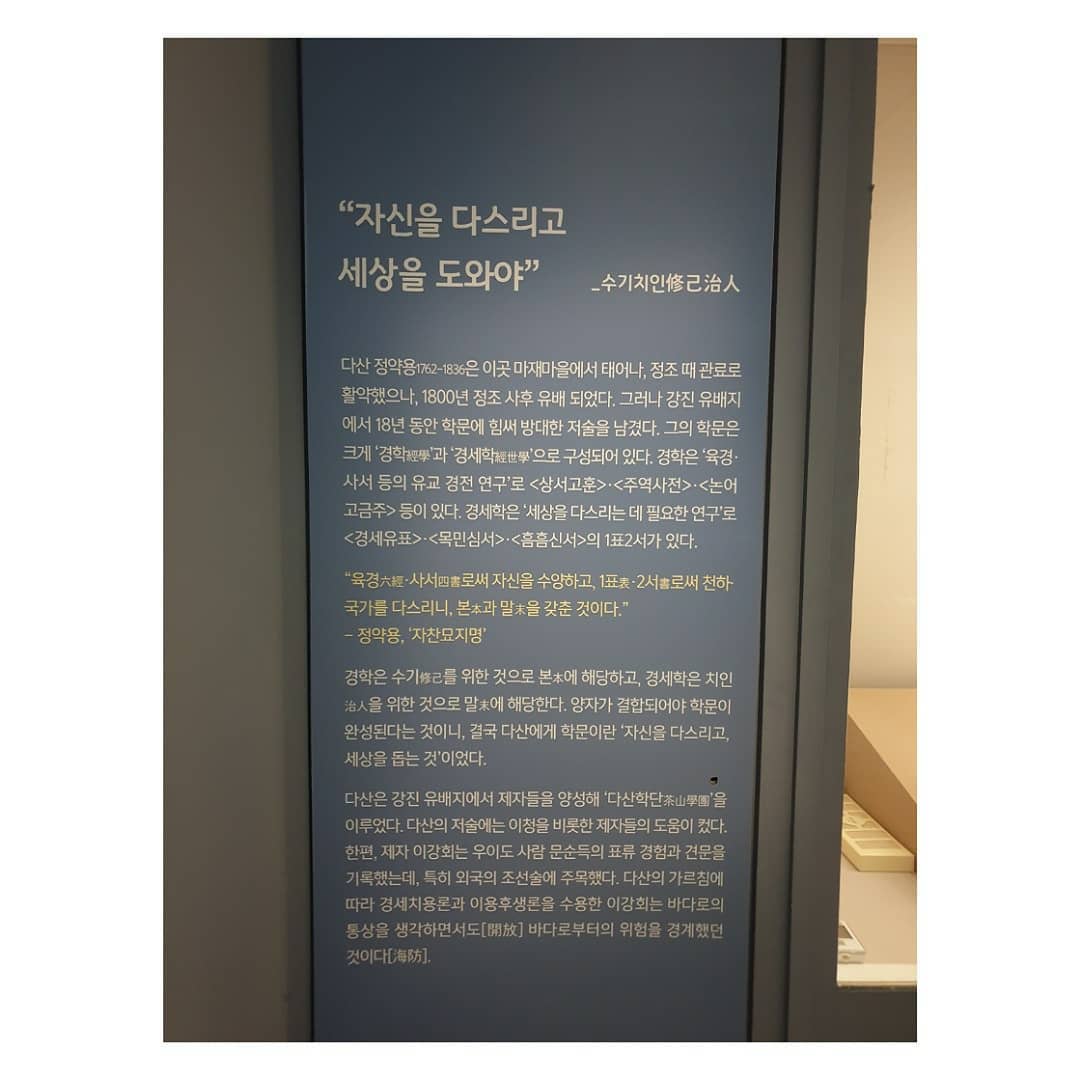 “자신을 다스리고
세상을 도와야”
_수기치인修己治人
다산 정약용1762-1836은 이곳 마재마을에서 태어나, 정조 때 관료로
활약했으나, 1800년 정조 사후 유배 되었다. 그러나 강진 유배지
에서 18년 동안 학문에 힘써 방대한 저술을 남겼다. 그의 학문은
크게 ‘경학經學’과 ‘경세학經世學’으로 구성되어 있다. 경학은 ‘육경·
사서 등의 유교 경전 연구’로 <상서고훈>·<주역사전>·<논어
고금주> 등이 있다. 경세학은 ‘세상을 다스리는 데 필요한 연구’로
<경세유표>·<목민심서>·<흠흠신서>의 1표2서가 있다.
“육경六經·사서四書로써 자신을 수양하고, 1표表·2서書로써 천하·
국가를 다스리니, 본本과 말末을 갖춘 것이다.”
– 정약용, ‘자찬묘지명’
경학은 수기修己를 위한 것으로 본本에 해당하고, 경세학은 치인
治人을 위한 것으로 말末에 해당한다. 양자가 결합되어야 학문이
완성된다는 것이니, 결국 다산에게 학문이란 ‘자신을 다스리고,
세상을 돕는 것’이었다.
다산은 강진 유배지에서 제자들을 양성해 ‘다산학단茶山學團’을
이루었다. 다산의 저술에는 이청을 비롯한 제자들의 도움이 컸다.
한편, 제자 이강회는 우이도 사람 문순득의 표류 경험과 견문을
기록했는데, 특히 외국의 조선술에 주목했다. 다산의 가르침에
따라 경세치용론과 이용후생론을 수용한 이강회는 바다로의
통상을 생각하면서도[開放] 바다로부터의 위험을 경계했던
것이다[海防].